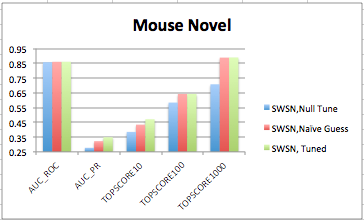 Mouse Novel
0.95
0.85
0.75
0.65
0.55
0.45
0.35
0.25
AUC_ROC
AUC_PR
TOPSCORE10
TOPSCORE100
TOPSCORE1000
SWSN,Null Tune
SWSN,Naïve Guess
SWSN, Tuned